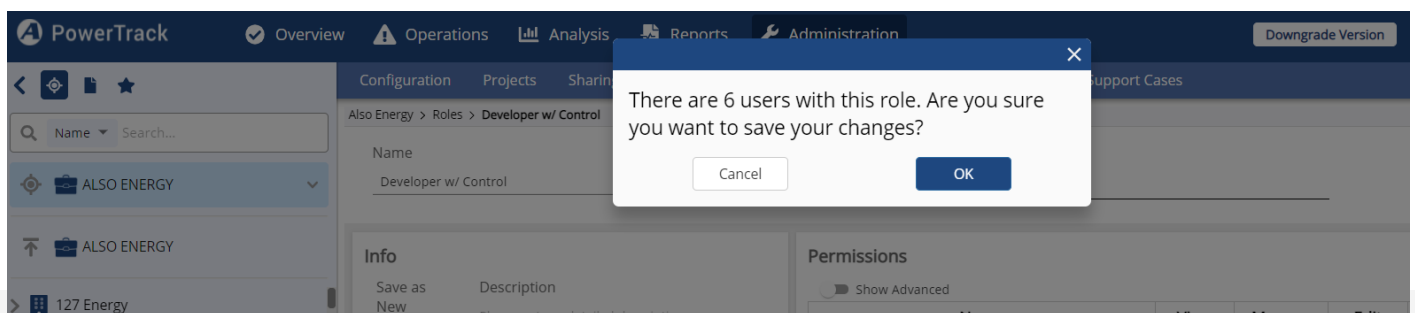 PowerTrack
Overview
Operations
Analysis
Reports
Administration
Downgrade Version
Configuration
Projects
Support Cases
Name
Search...
Also Energy > Roles > Developer w/ Control
There are 6 users with this role. Are you sure
you want to save your changes?
Cancel
OK
Name
Developer w/ Control
ALSO ENERGY
ALSO ENERGY
127 Energy
Info
Save as
New
Description
Permissions
Show Advanced